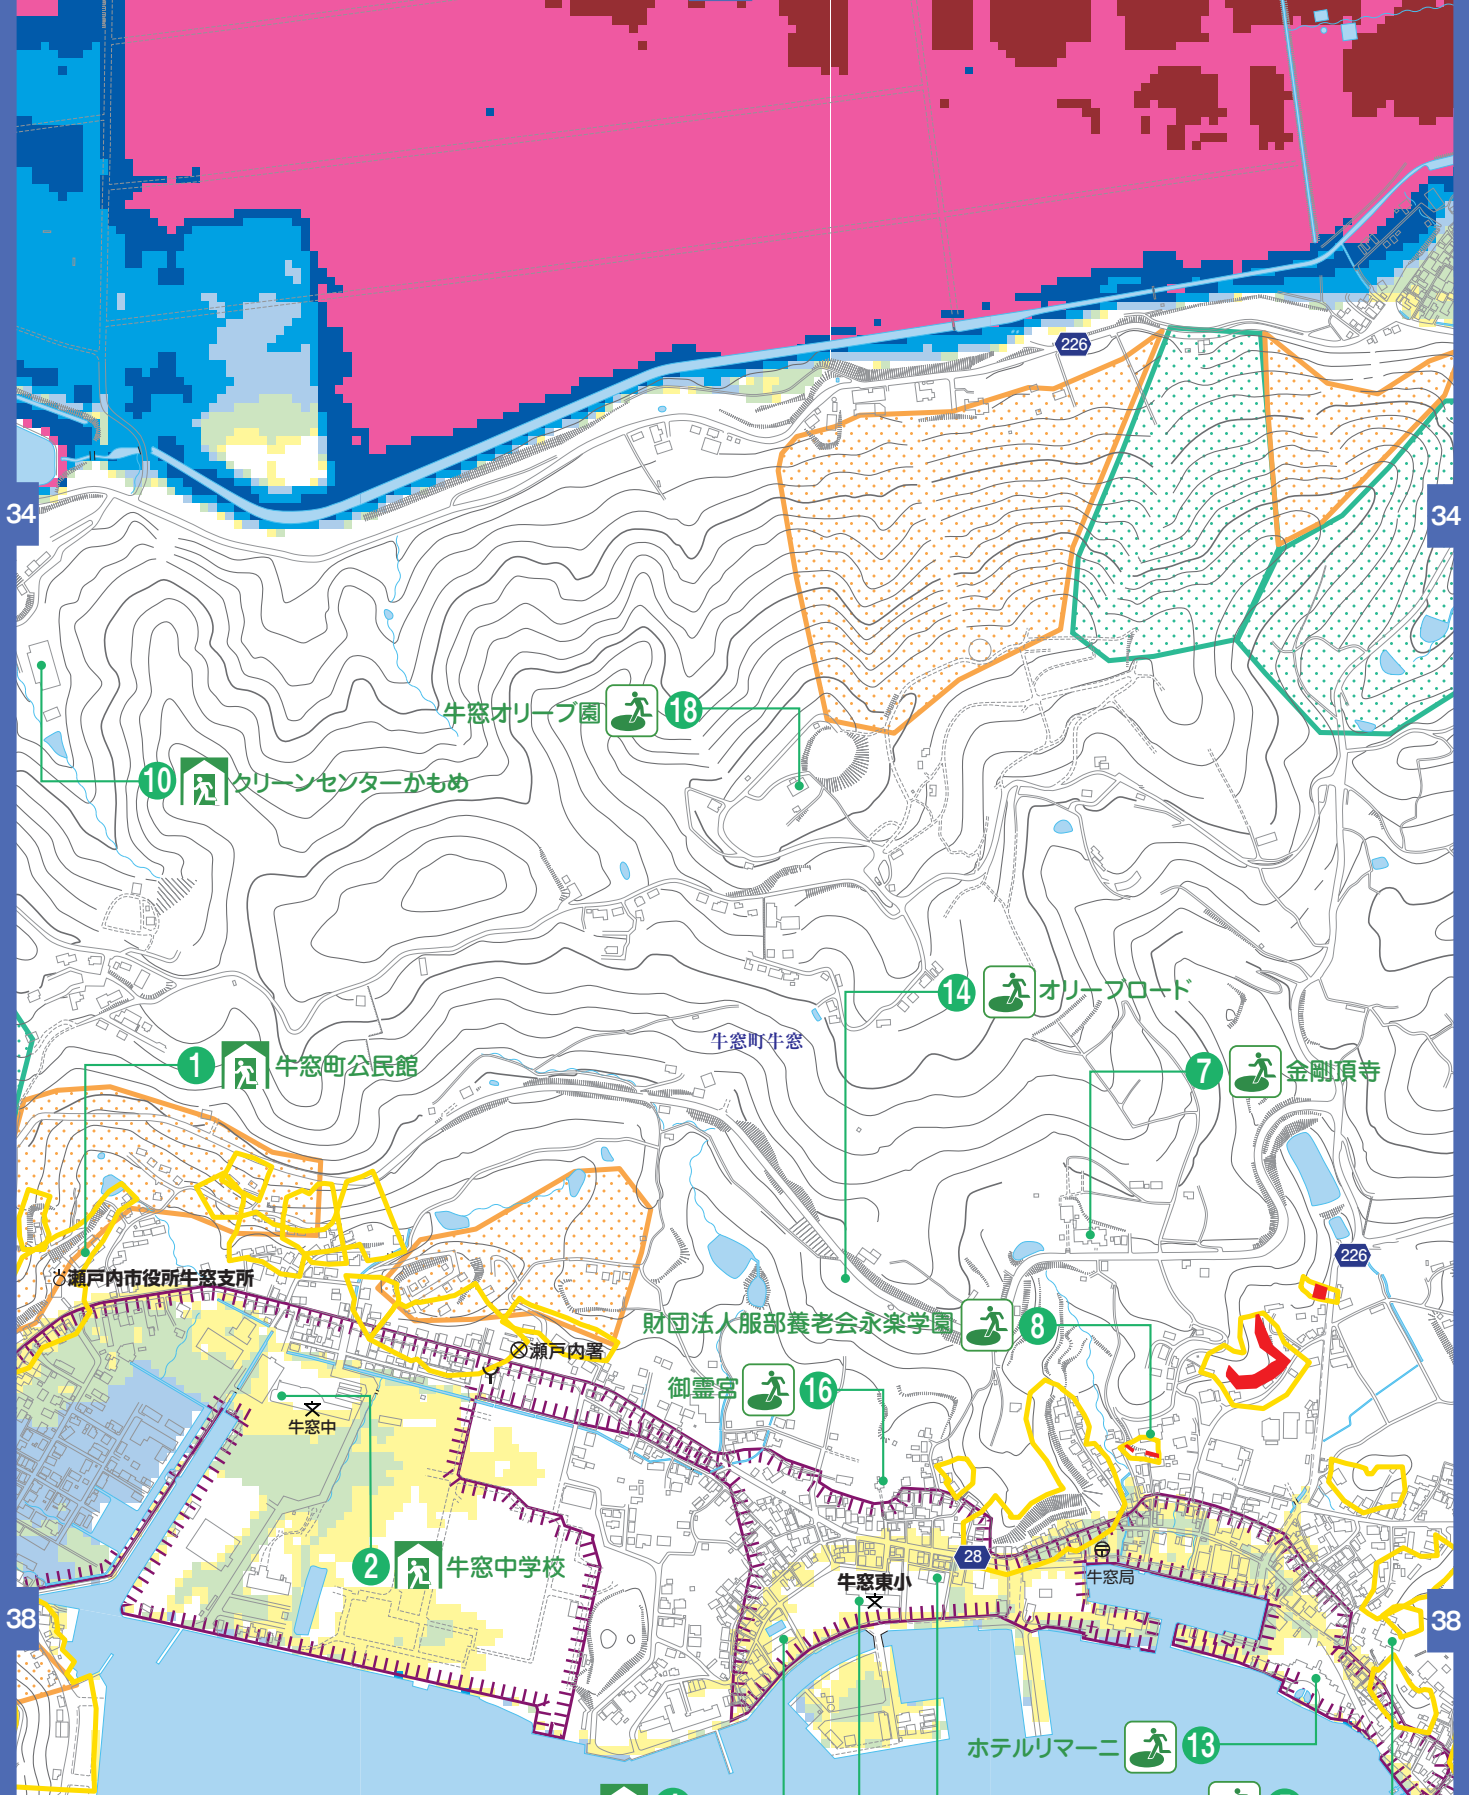 226
34
34
牛窓オリーブ園
18
10
クリーンセンターかもめ
14
オリーブロード
牛窓町牛窓
1
牛窓町公民館
7
金剛頂寺
226
瀬戸内市役所牛窓支所
財団法人服部養老会永楽学園
8
瀬戸内署
御霊宮
16
牛窓中
2
牛窓中学校
28
牛窓東小
牛窓局
38
38
ホテルリマーニ
13